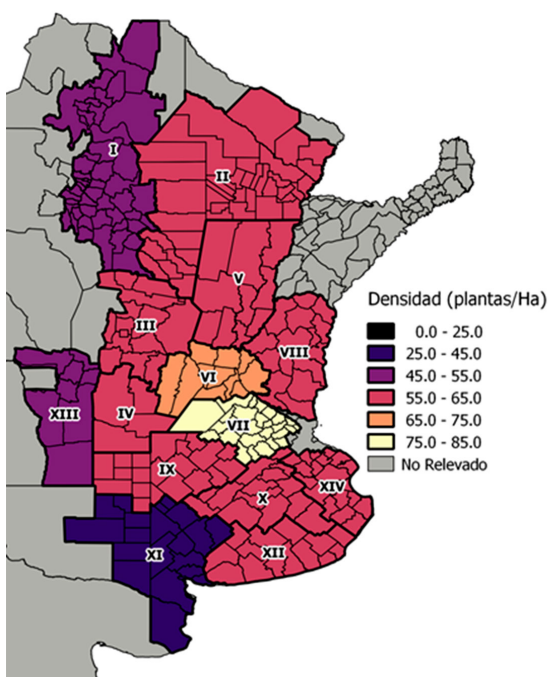 I
II
V
Densidad (plantas/Ha)
III
VIII
0.0 - 25.0
25.0 - 45.0
45.0 - 55.0
55.0 - 65.0
65.0 - 75.0
75.0 - 85.0
No Relevado
VI
XIII
IV
VII
IX
XIV
X
XI
XII